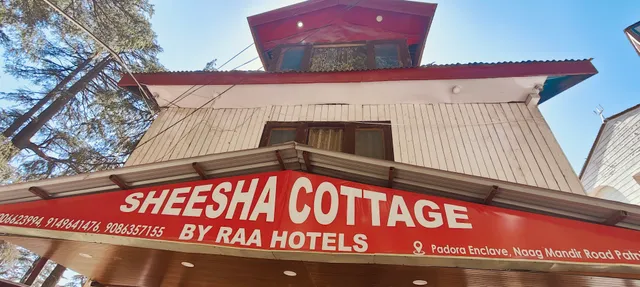 SHEESHA COTTAGE
9149641476, 9086357155
BY RAA HOTELS
Padora Enclave, Naag Mandir Road